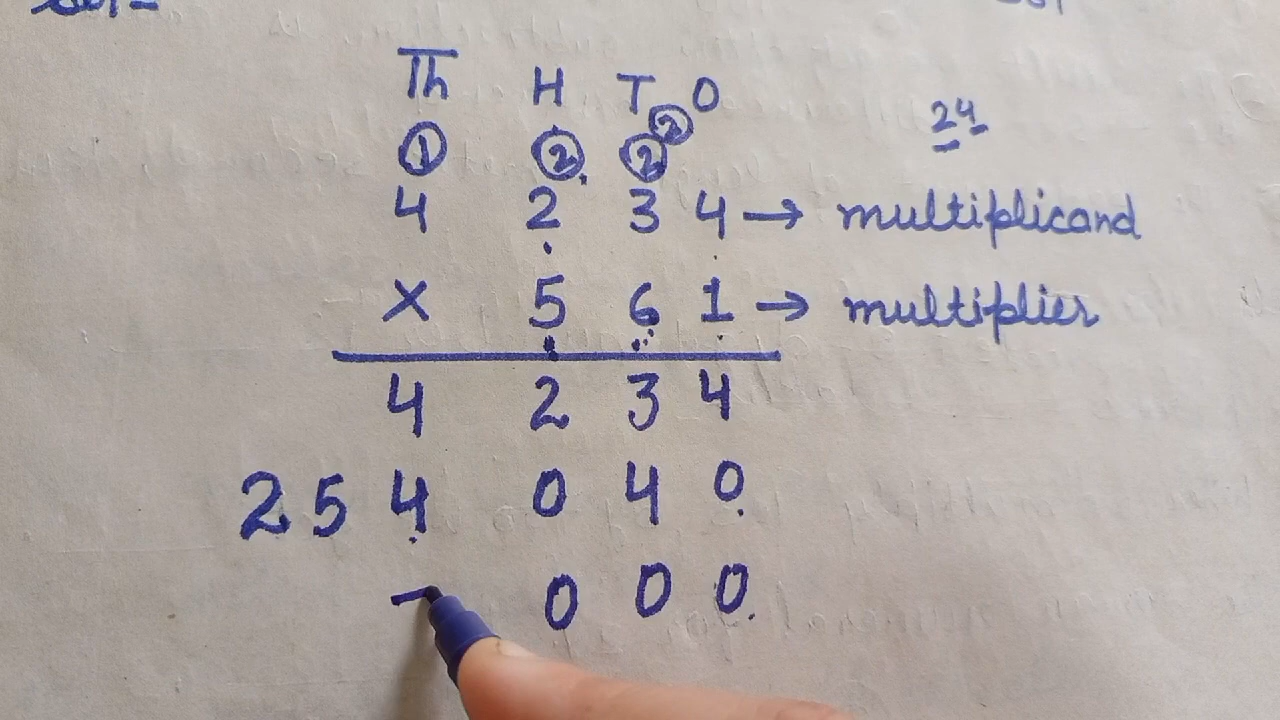 Th H T O
① ② ② ②
24
4 2 3 4 → multiplicand
X 5 6 1 → multiplier
4 2 3 4
2 5 4 0 4 0
0 0 0